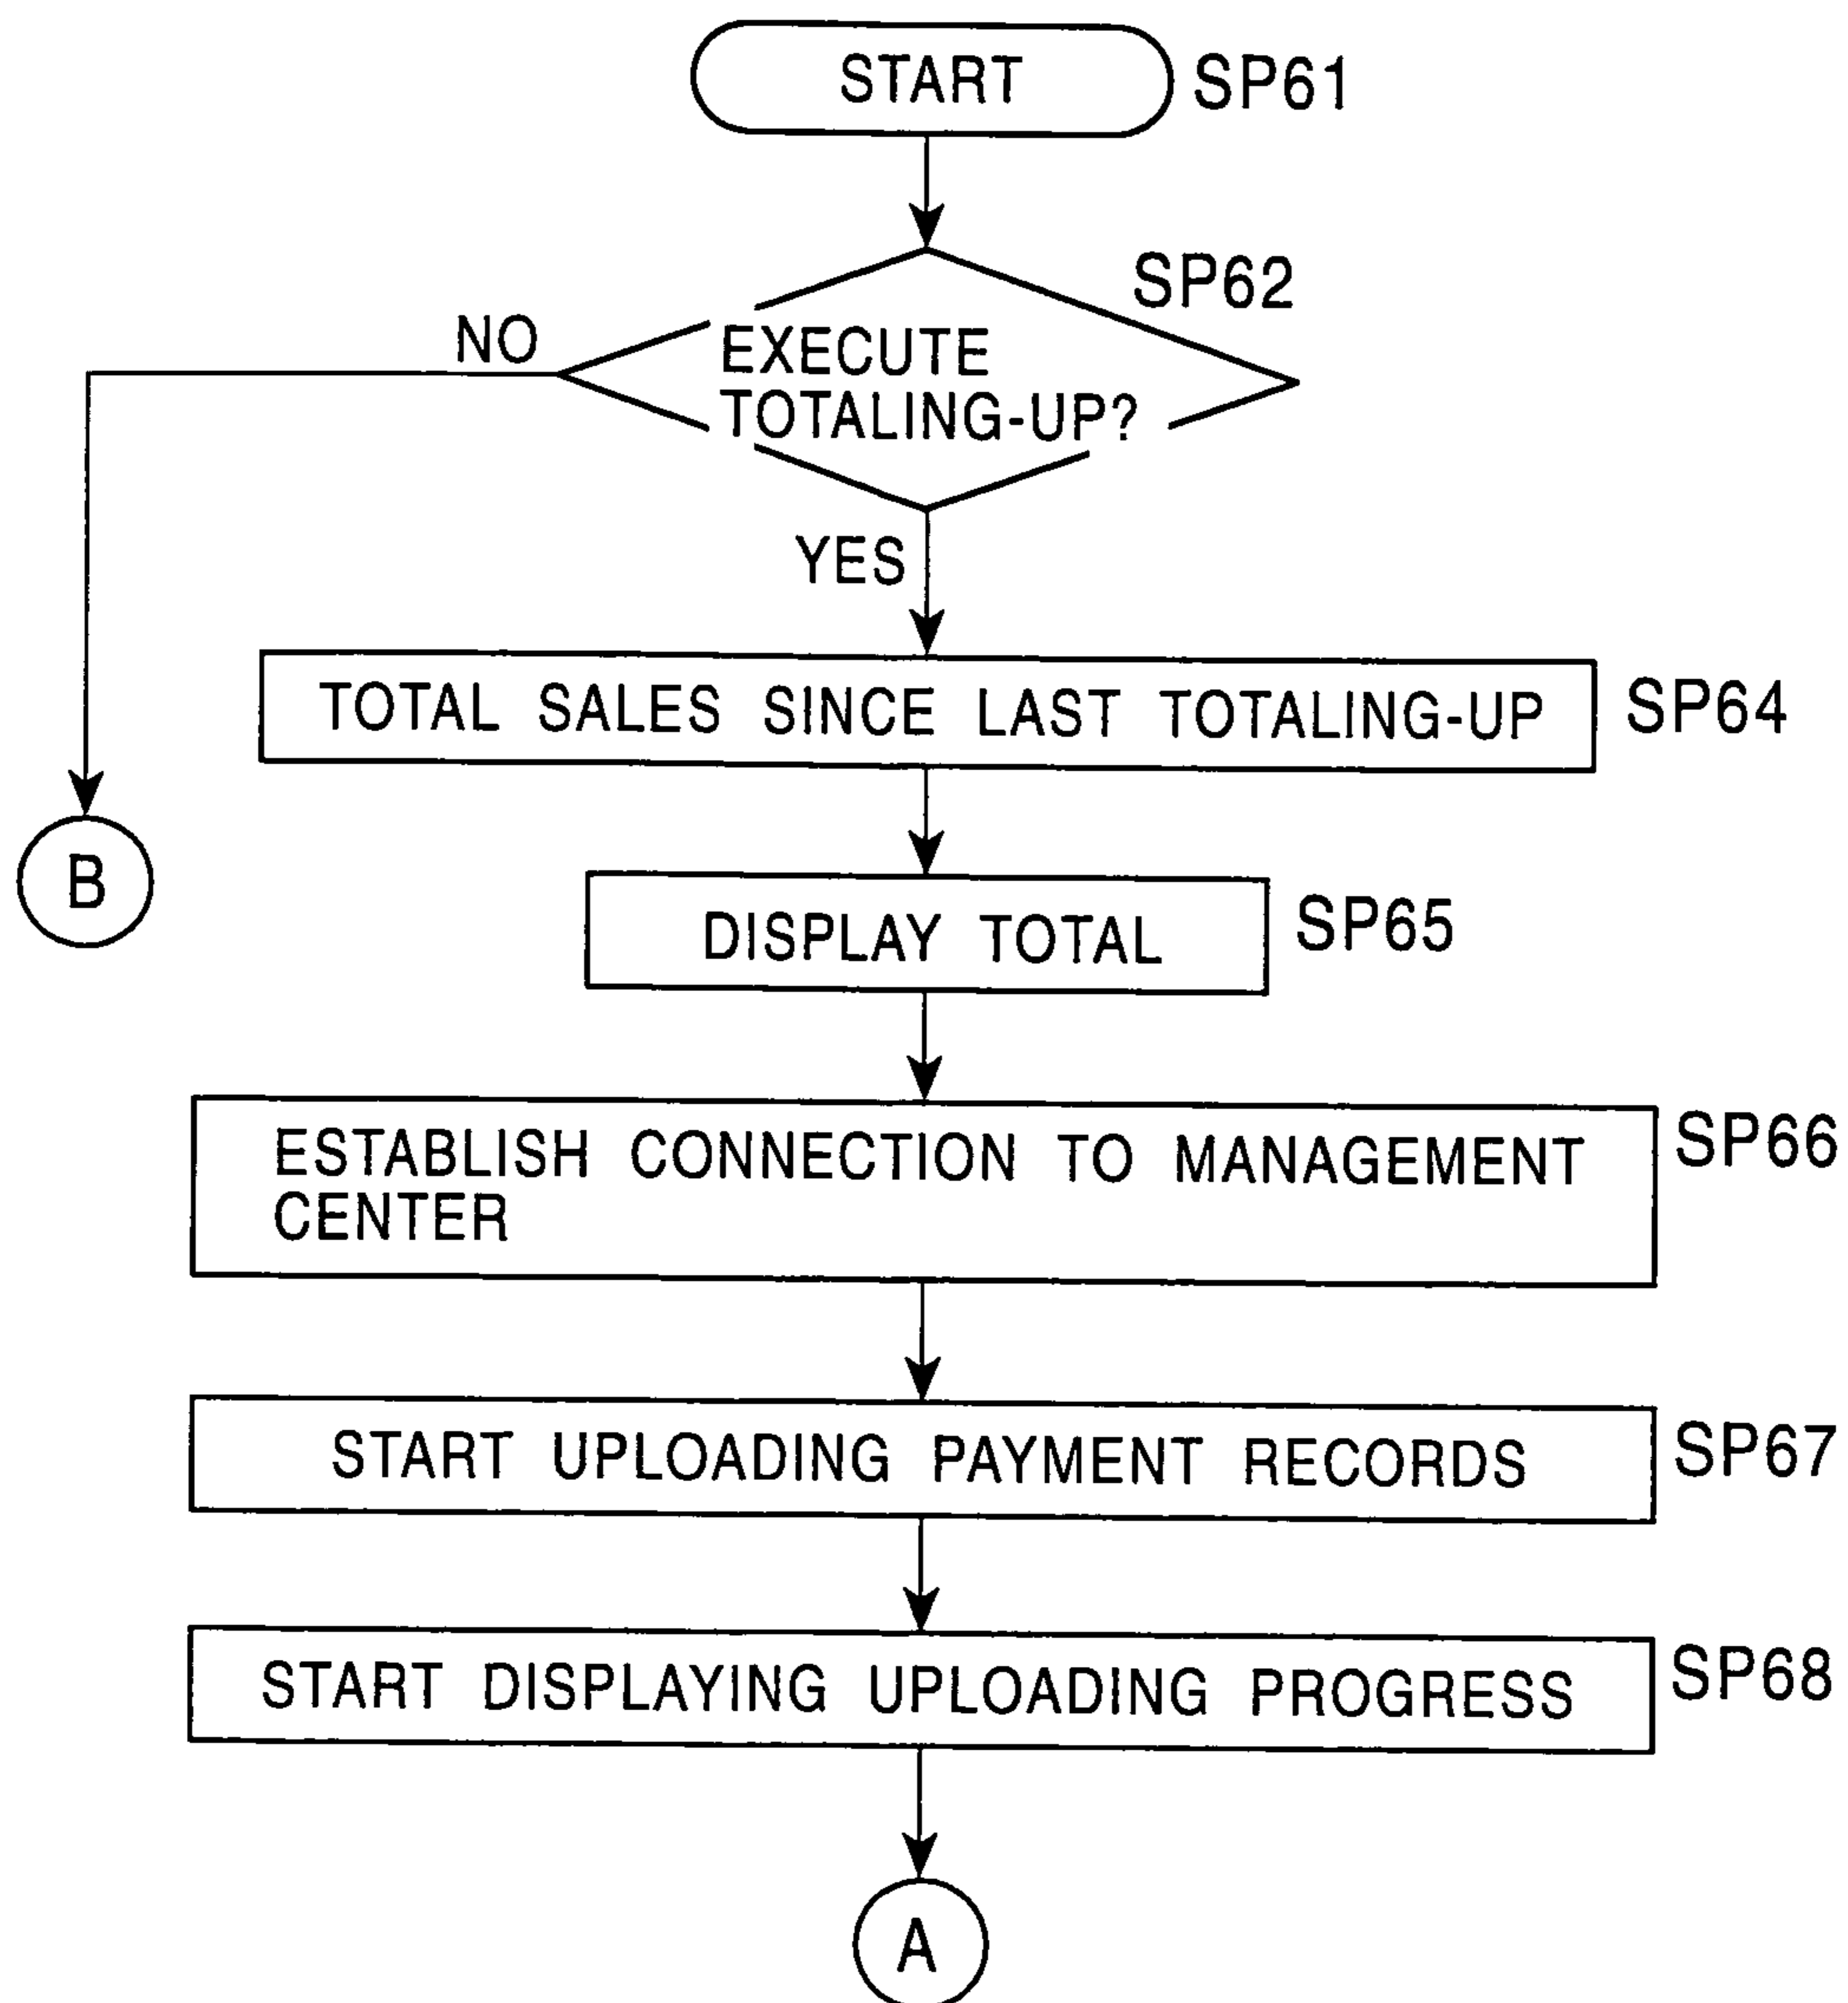 START
SP61
SP62
NO
EXECUTE
TOTALING-UP?
YES
TOTAL SALES SINCE LAST TOTALING-UP
SP64
B
DISPLAY TOTAL
SP65
ESTABLISH CONNECTION TO MANAGEMENT
CENTER
SP66
START UPLOADING PAYMENT RECORDS
SP67
START DISPLAYING UPLOADING PROGRESS
SP68
A